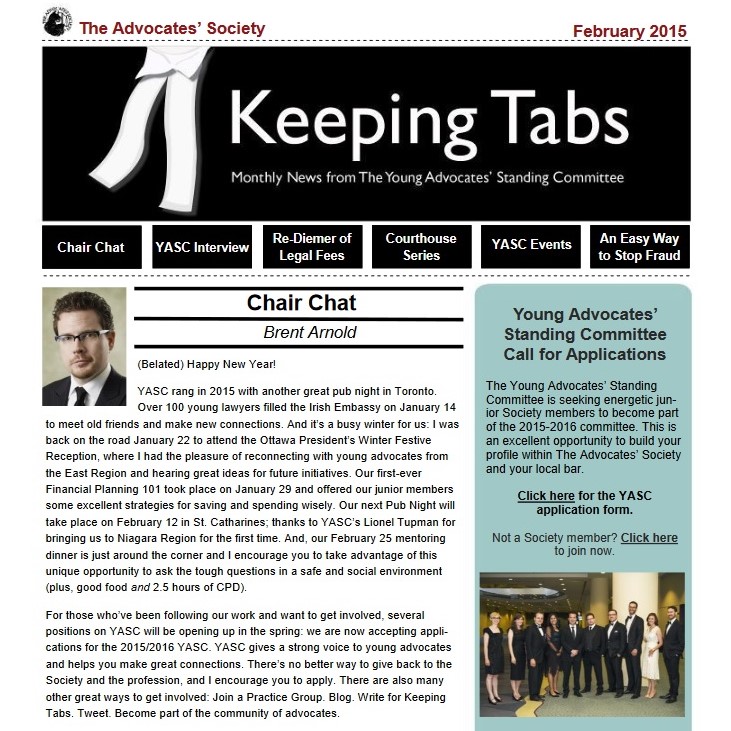 The Advocates’ Society
February 2015
Keeping Tabs
Monthly News from The Young Advocates’ Standing Committee
Chair Chat
YASC Interview
Re-Diemer of
Legal Fees
Courthouse
Series
YASC Events
An Easy Way
to Stop Fraud
Chair Chat
Brent Arnold
(Belated) Happy New Year!
YASC rang in 2015 with another great pub night in Toronto.
Over 100 young lawyers filled the Irish Embassy on January 14
to meet old friends and make new connections. And it’s a busy winter for us: I was
back on the road January 22 to attend the Ottawa President’s Winter Festive
Reception, where I had the pleasure of reconnecting with young advocates from
the East Region and hearing great ideas for future initiatives. Our first-ever
Financial Planning 101 took place on January 29 and offered our junior members
some excellent strategies for saving and spending wisely. Our next Pub Night will
take place on February 12 in St. Catharines; thanks to YASC’s Lionel Tupman for
bringing us to Niagara Region for the first time. And, our February 25 mentoring
dinner is just around the corner and I encourage you to take advantage of this
unique opportunity to ask the tough questions in a safe and social environment
(plus, good food and 2.5 hours of CPD).
For those who’ve been following our work and want to get involved, several
positions on YASC will be opening up in the spring: we are now accepting appli-
cations for the 2015/2016 YASC. YASC gives a strong voice to young advocates
and helps you make great connections. There’s no better way to give back to the
Society and the profession, and I encourage you to apply. There are also many
other great ways to get involved: Join a Practice Group. Blog. Write for Keeping
Tabs. Tweet. Become part of the community of advocates.
Young Advocates’
Standing Committee
Call for Applications
The Young Advocates’ Standing
Committee is seeking energetic jun-
ior Society members to become part
of the 2015-2016 committee. This is
an excellent opportunity to build your
profile within The Advocates’ Society
and your local bar.
Click here for the YASC
application form.
Not a Society member? Click here
to join now.